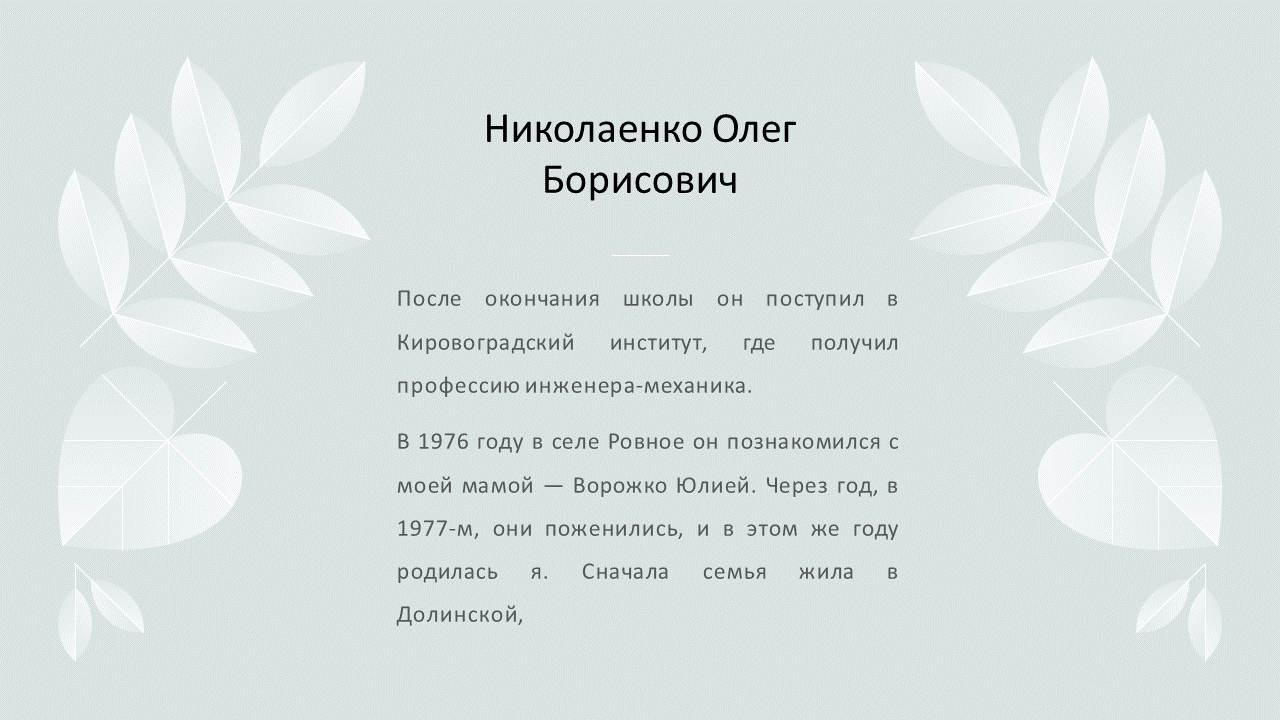 Николаенко Олег
Борисович
После окончания школы он поступил в
Кировоградский институт, где получил
профессию инженера-механика.
В 1976 году в селе Ровное он познакомился с
моей мамой — Ворожко Юлией. Через год, в
1977-м, они поженились, и в этом же году
родилась я. Сначала семья жила в
Долинской,